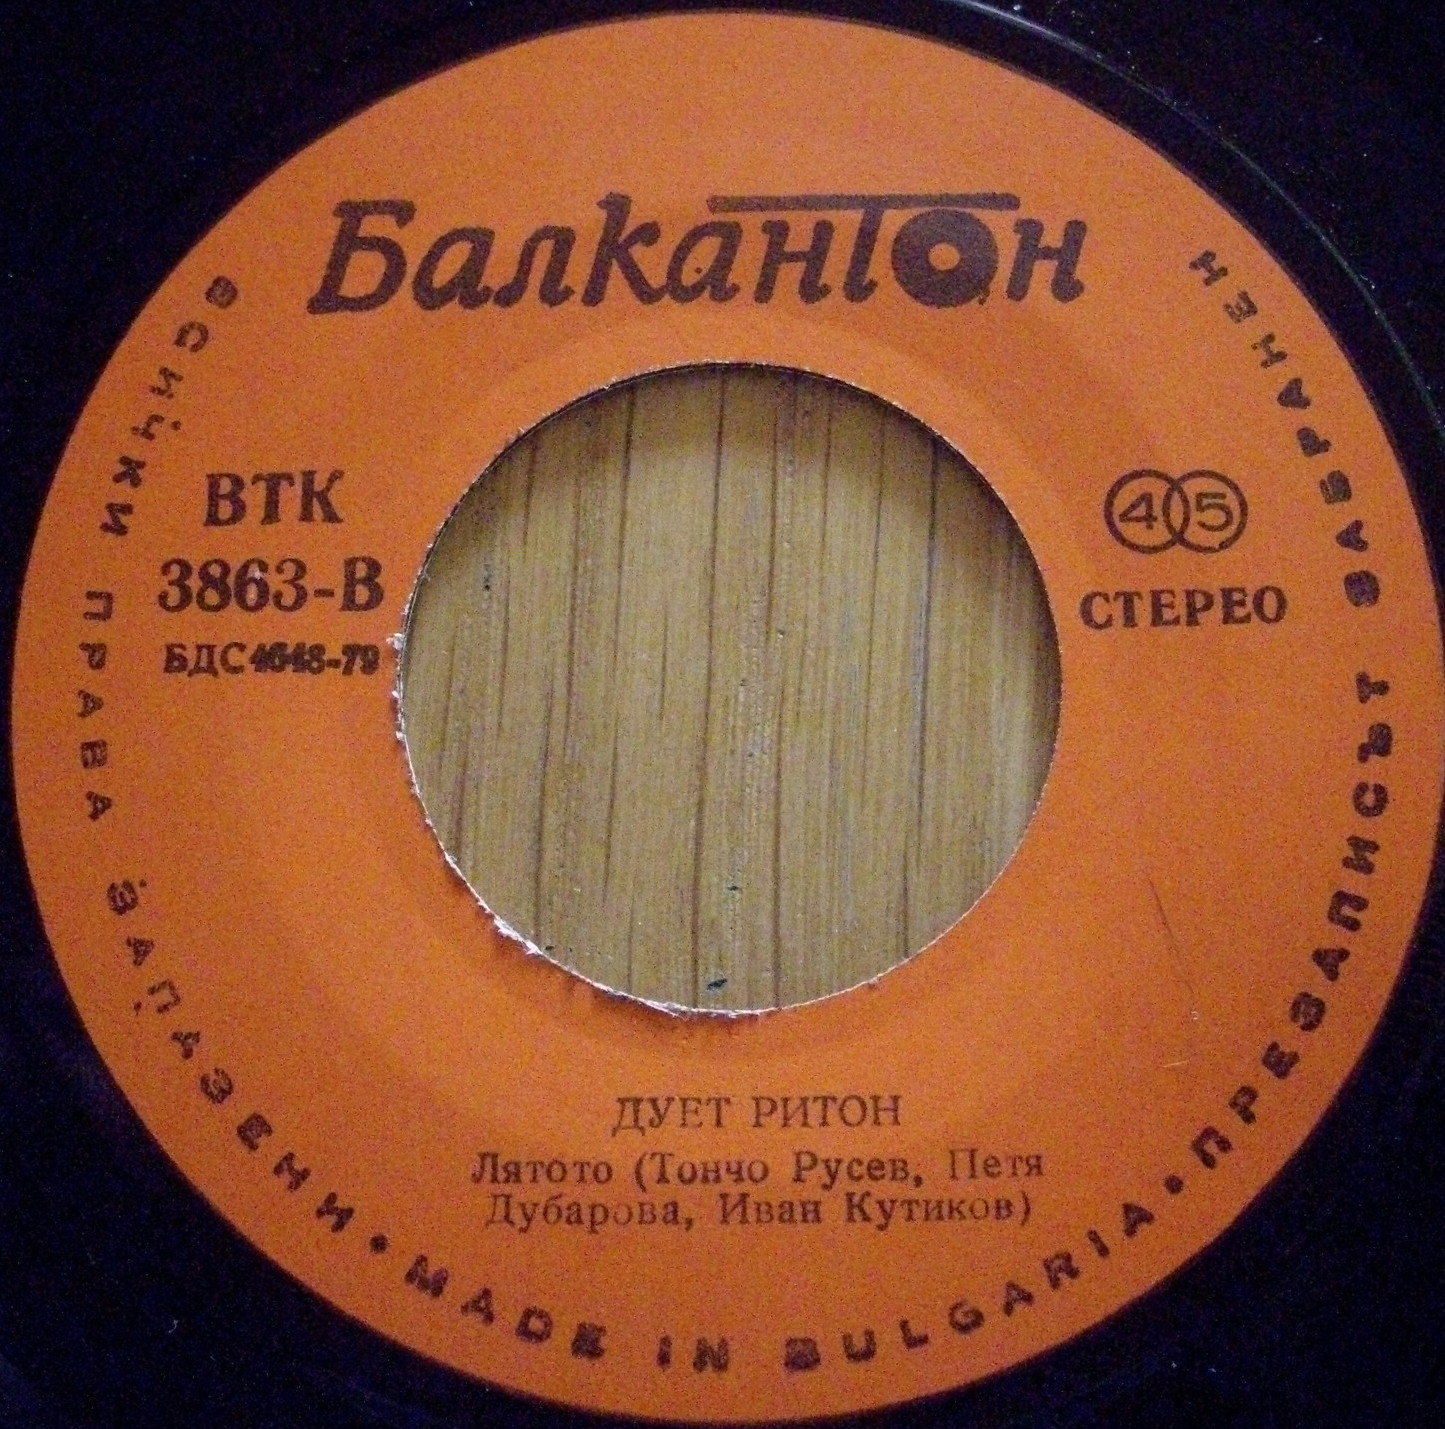 Балкантон
ВТК
3863-В
БДС 4648-79
45
СТЕРЕО
ДУЕТ РИТОН
Лятото (Тончо Русев, Петя
Дубарова, Иван Кутиков)
ВСИЧКИ ПРАВА ЗАПАЗЕНИ • MADE IN BULGARIA • ПРЕЗАПИСЪТ ЗАБРАНЕН